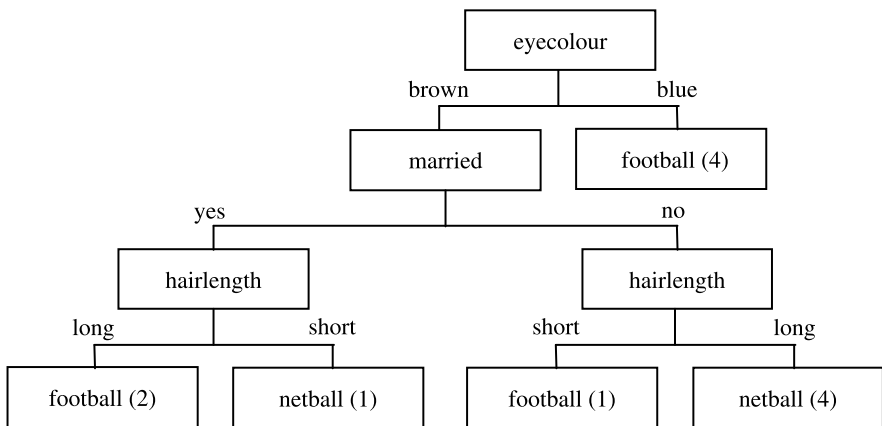 eyecolour
brown blue
married football (4)
yes no
hairlength hairlength
long short short long
football (2) netball (1) football (1) netball (4)